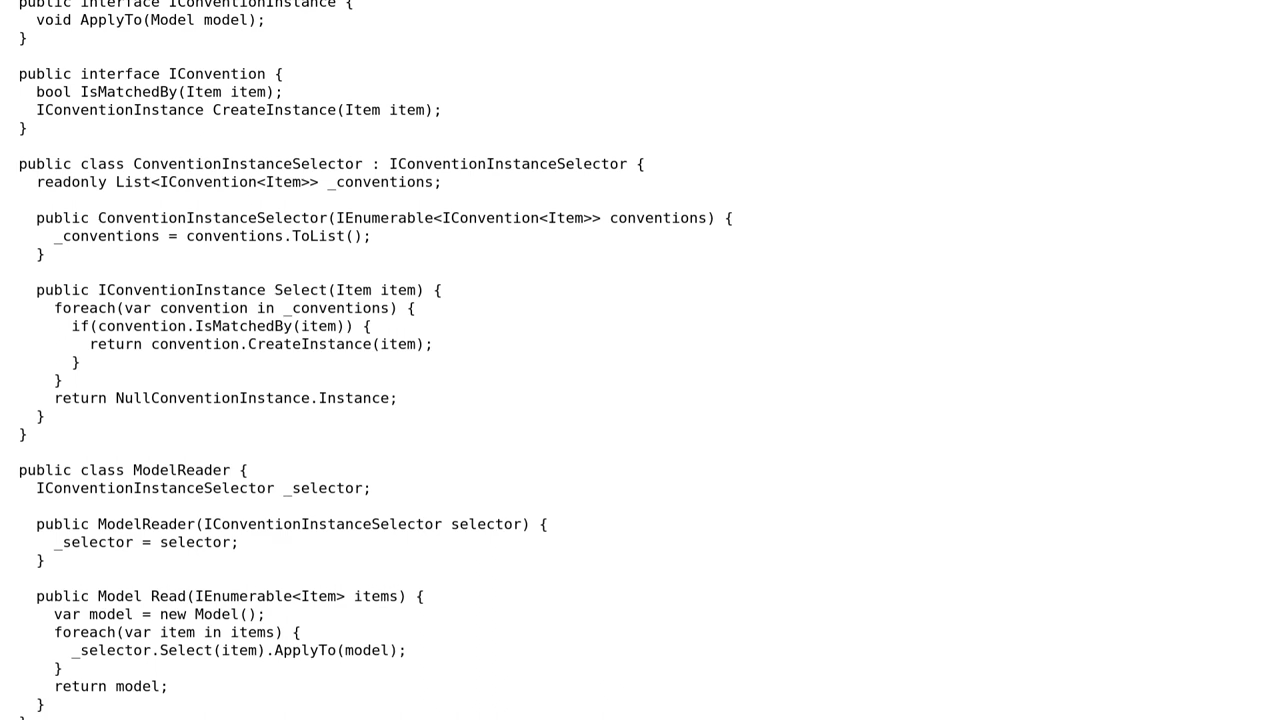 public interface IConventionInstance {
  void ApplyTo(Model model);
}

public interface IConvention {
  bool IsMatchedBy(Item item);
  IConventionInstance CreateInstance(Item item);
}

public class ConventionInstanceSelector : IConventionInstanceSelector {
  readonly List<IConvention<Item>> _conventions;

  public ConventionInstanceSelector(IEnumerable<IConvention<Item>> conventions) {
    _conventions = conventions.ToList();
  }

  public IConventionInstance Select(Item item) {
    foreach(var convention in _conventions) {
      if(convention.IsMatchedBy(item)) {
        return convention.CreateInstance(item);
      }
    }
    return NullConventionInstance.Instance;
  }
}

public class ModelReader {
  IConventionInstanceSelector _selector;

  public ModelReader(IConventionInstanceSelector selector) {
    _selector = selector;
  }

  public Model Read(IEnumerable<Item> items) {
    var model = new Model();
    foreach(var item in items) {
      _selector.Select(item).ApplyTo(model);
    }
    return model;
  }
}